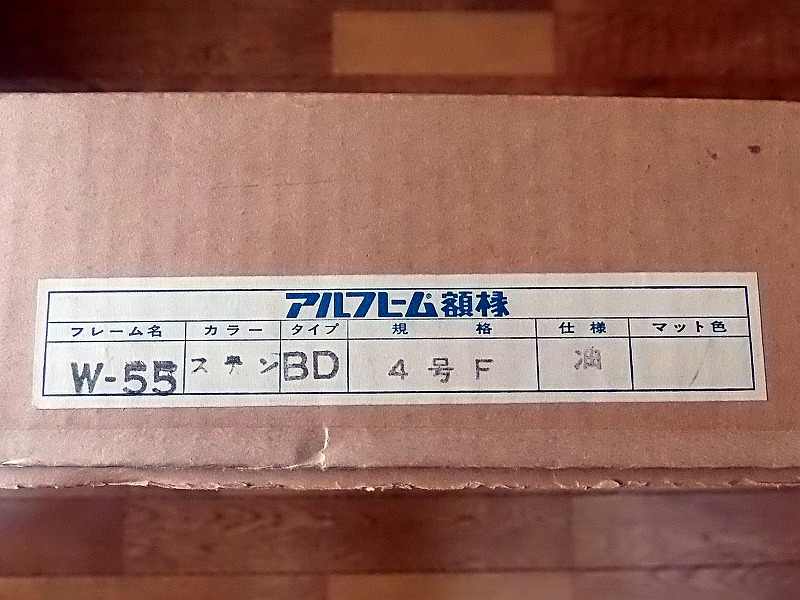 アルフレーム額縁
フレーム名 カラー タイプ 規格 仕様 マット色
W-55 ステン BD 4号F 油